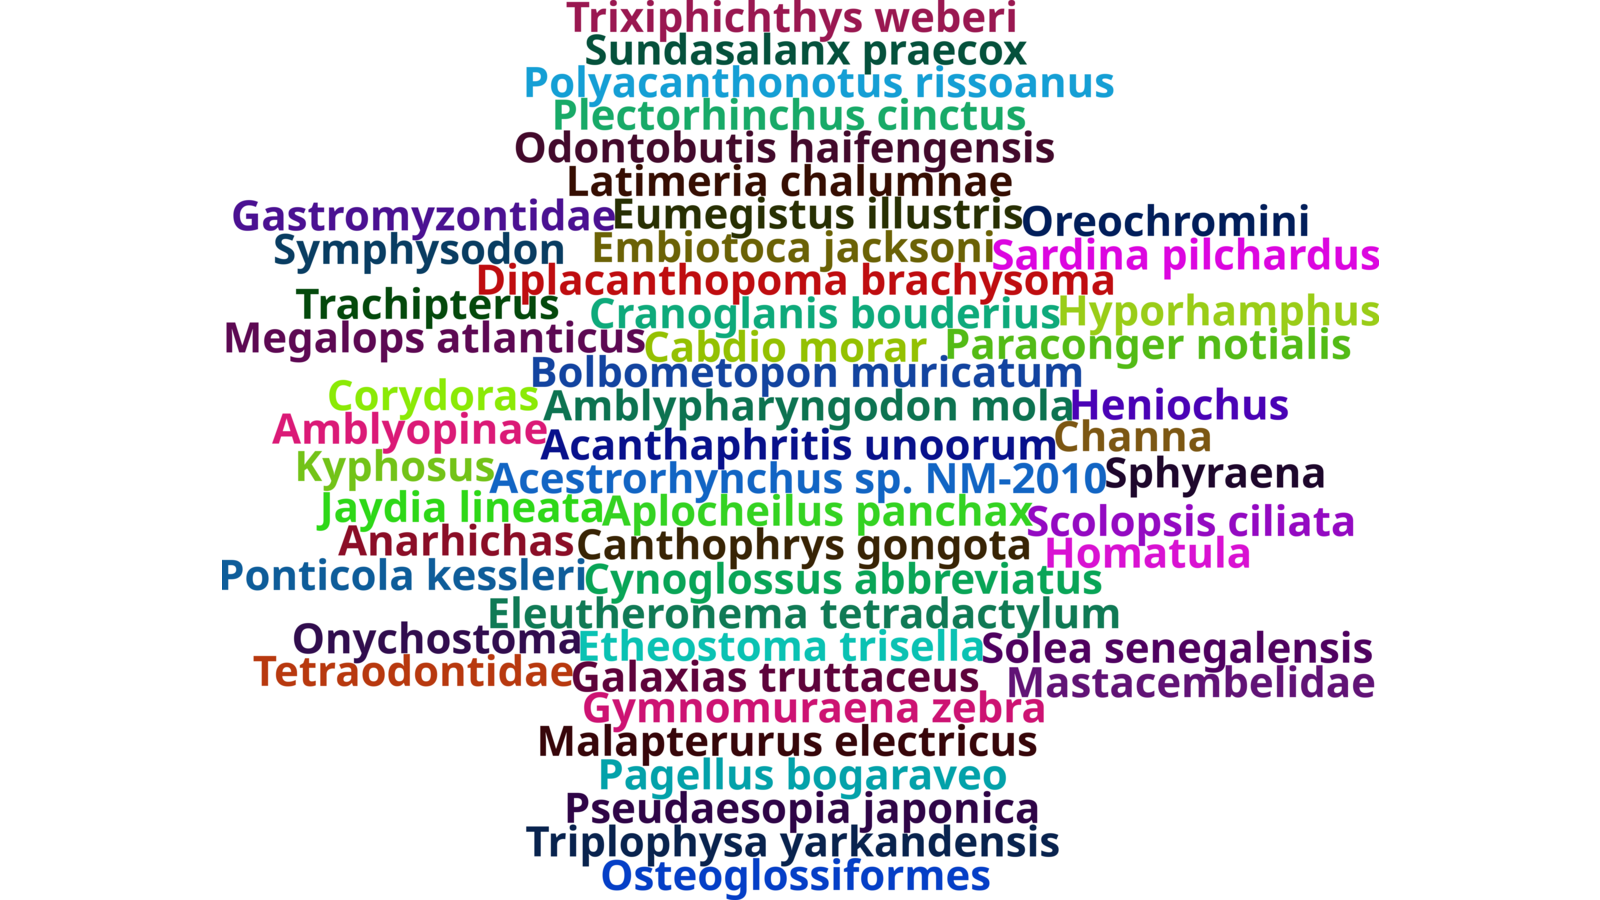 Trixiphichthys weberi
Sundasalanx praecox
Polyacanthonotus rissoanus
Plectorhinchus cinctus
Odontobutis haifengensis
Latimeria chalumnae
Gastromyzontidae Eumegistus illustris Oreochromini
Symphysodon Embiotoca jacksoni Sardina pilchardus
Diplacanthopoma brachysoma
Trachipterus Cranoglanis bouderius Hyporhamphus
Megalops atlanticus Cabdio morar Paraconger notialis
Bolbometopon muricatum
Corydoras Amblypharyngodon mola Heniochus
Amblyopinae Acanthaphritis unoorum Channa
Kyphosus Acestrorhynchus sp. NM-2010 Sphyraena
Jaydia lineata Aplocheilus panchax Scolopsis ciliata
Anarhichas Canthophrys gongota Homatula
Ponticola kessleri Cynoglossus abbreviatus
Eleutheronema tetradactylum
Onychostoma Etheostoma trisella Solea senegalensis
Tetraodontidae Galaxias truttaceus Mastacembelidae
Gymnomuraena zebra
Malapterurus electricus
Pagellus bogaraveo
Pseudaesopia japonica
Triplophysa yarkandensis
Osteoglossiformes